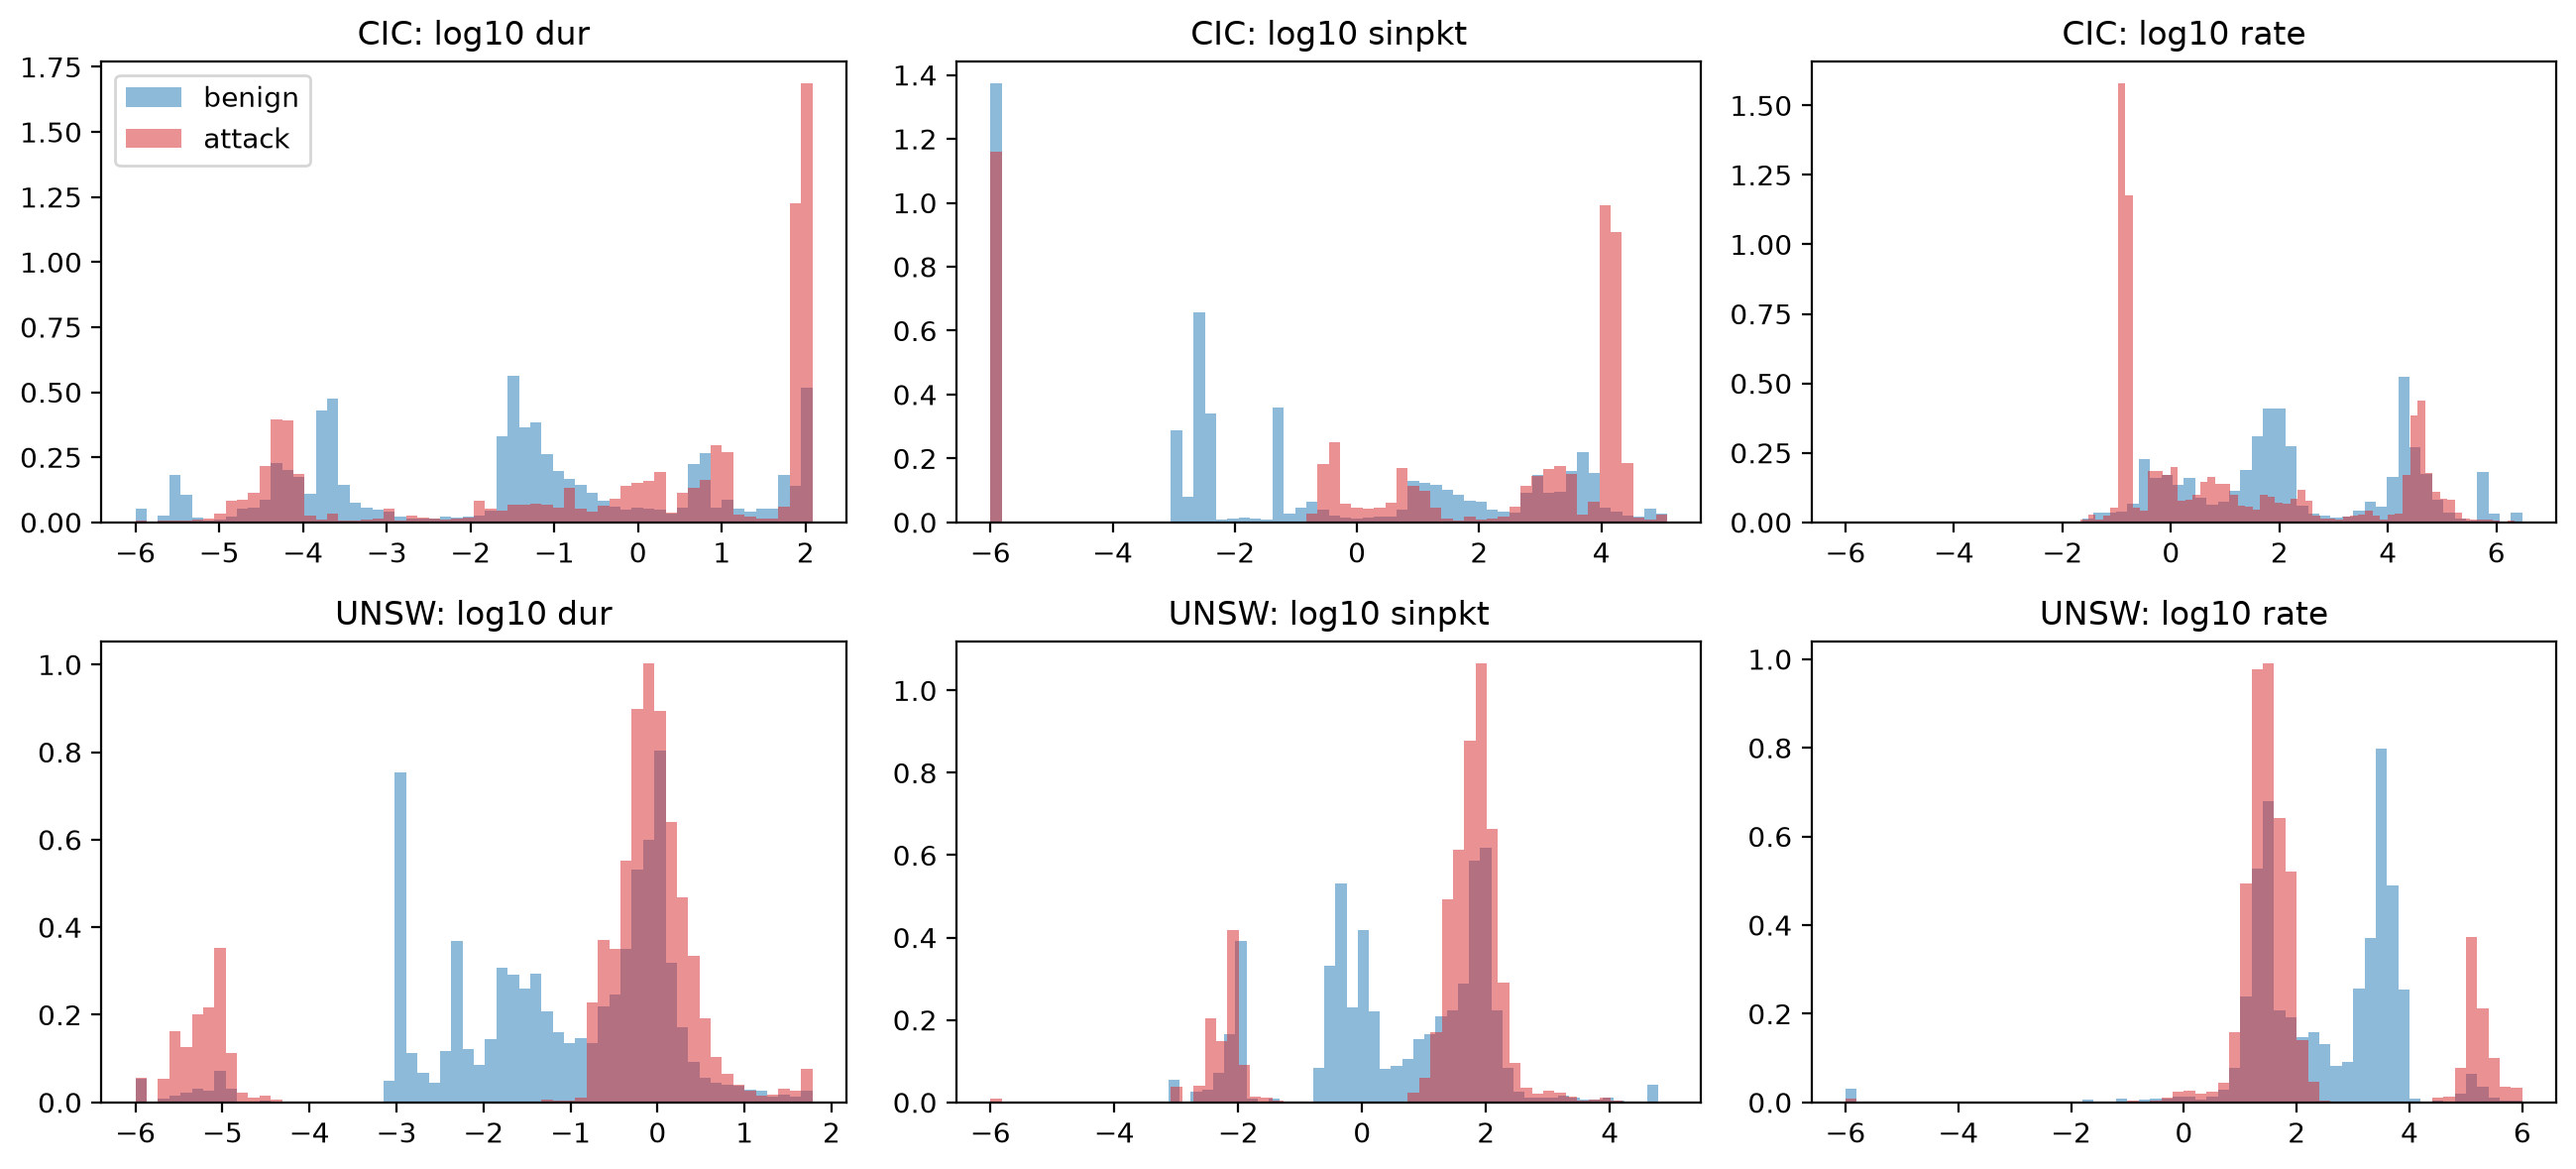 CIC: log10 dur
1.75
1.50
1.25
1.00
0.75
0.50
0.25
0.00
benign
attack
−6 −5 −4 −3 −2 −1 0 1 2
CIC: log10 sinpkt
1.4
1.2
1.0
0.8
0.6
0.4
0.2
0.0
−6 −4 −2 0 2 4
CIC: log10 rate
1.50
1.25
1.00
0.75
0.50
0.25
0.00
−6 −4 −2 0 2 4 6
UNSW: log10 dur
1.0
0.8
0.6
0.4
0.2
0.0
−6 −5 −4 −3 −2 −1 0 1 2
UNSW: log10 sinpkt
1.0
0.8
0.6
0.4
0.2
0.0
−6 −4 −2 0 2 4
UNSW: log10 rate
1.0
0.8
0.6
0.4
0.2
0.0
−6 −4 −2 0 2 4 6